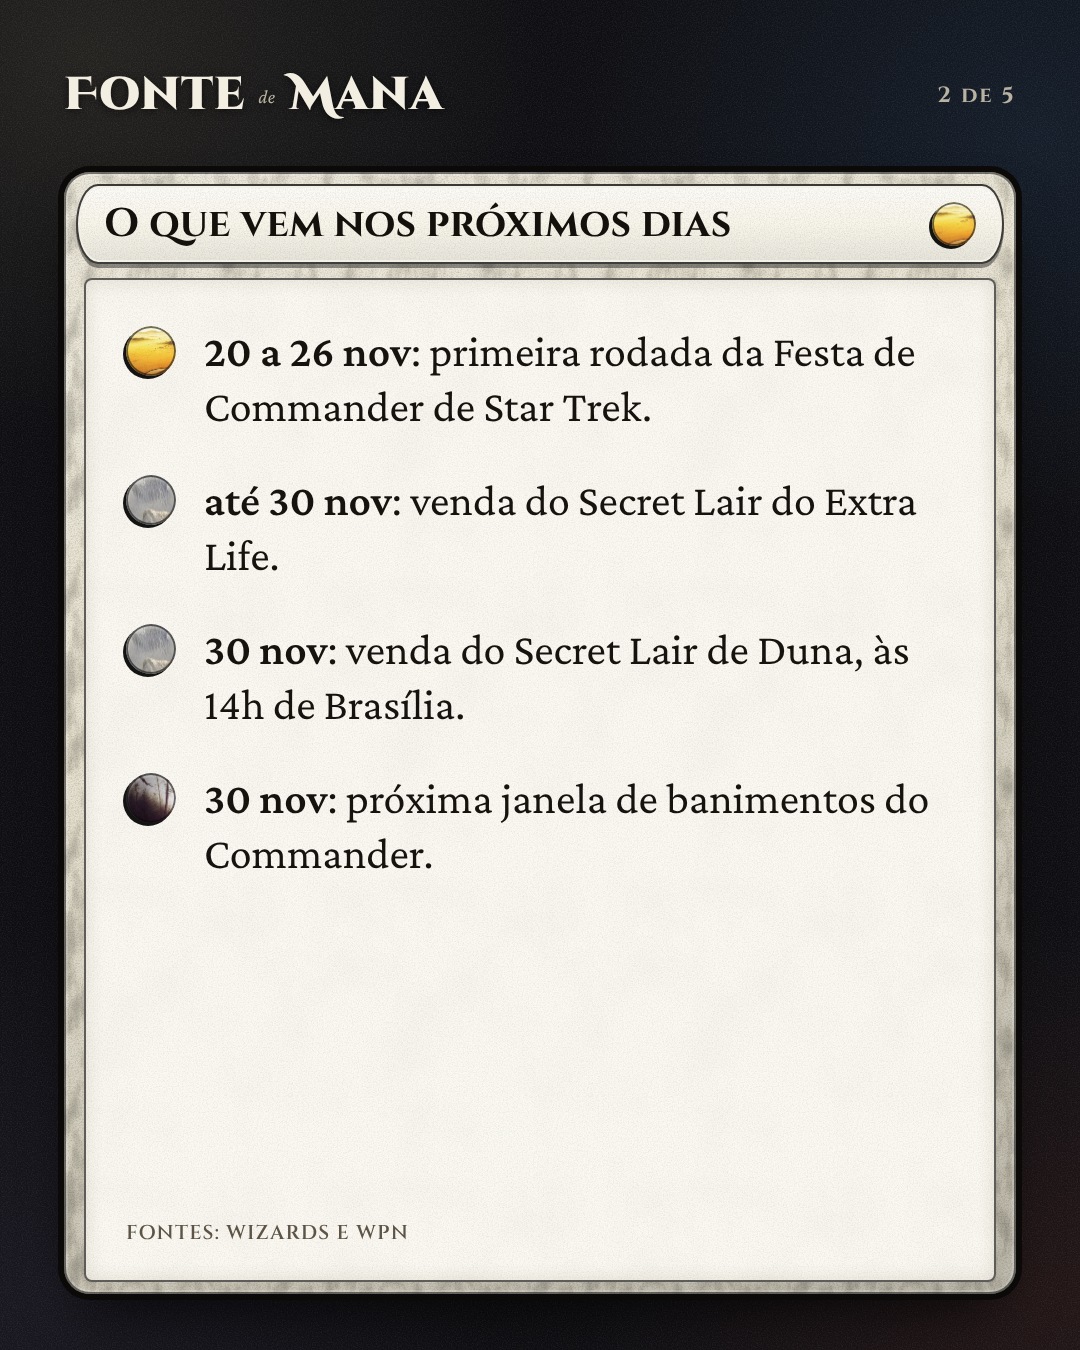 Fonte de Mana
2 de 5
O que vem nos próximos dias
20 a 26 nov: primeira rodada da Festa de
Commander de Star Trek.
até 30 nov: venda do Secret Lair do Extra
Life.
30 nov: venda do Secret Lair de Duna, às
14h de Brasília.
30 nov: próxima janela de banimentos do
Commander.
FONTES: WIZARDS E WPN